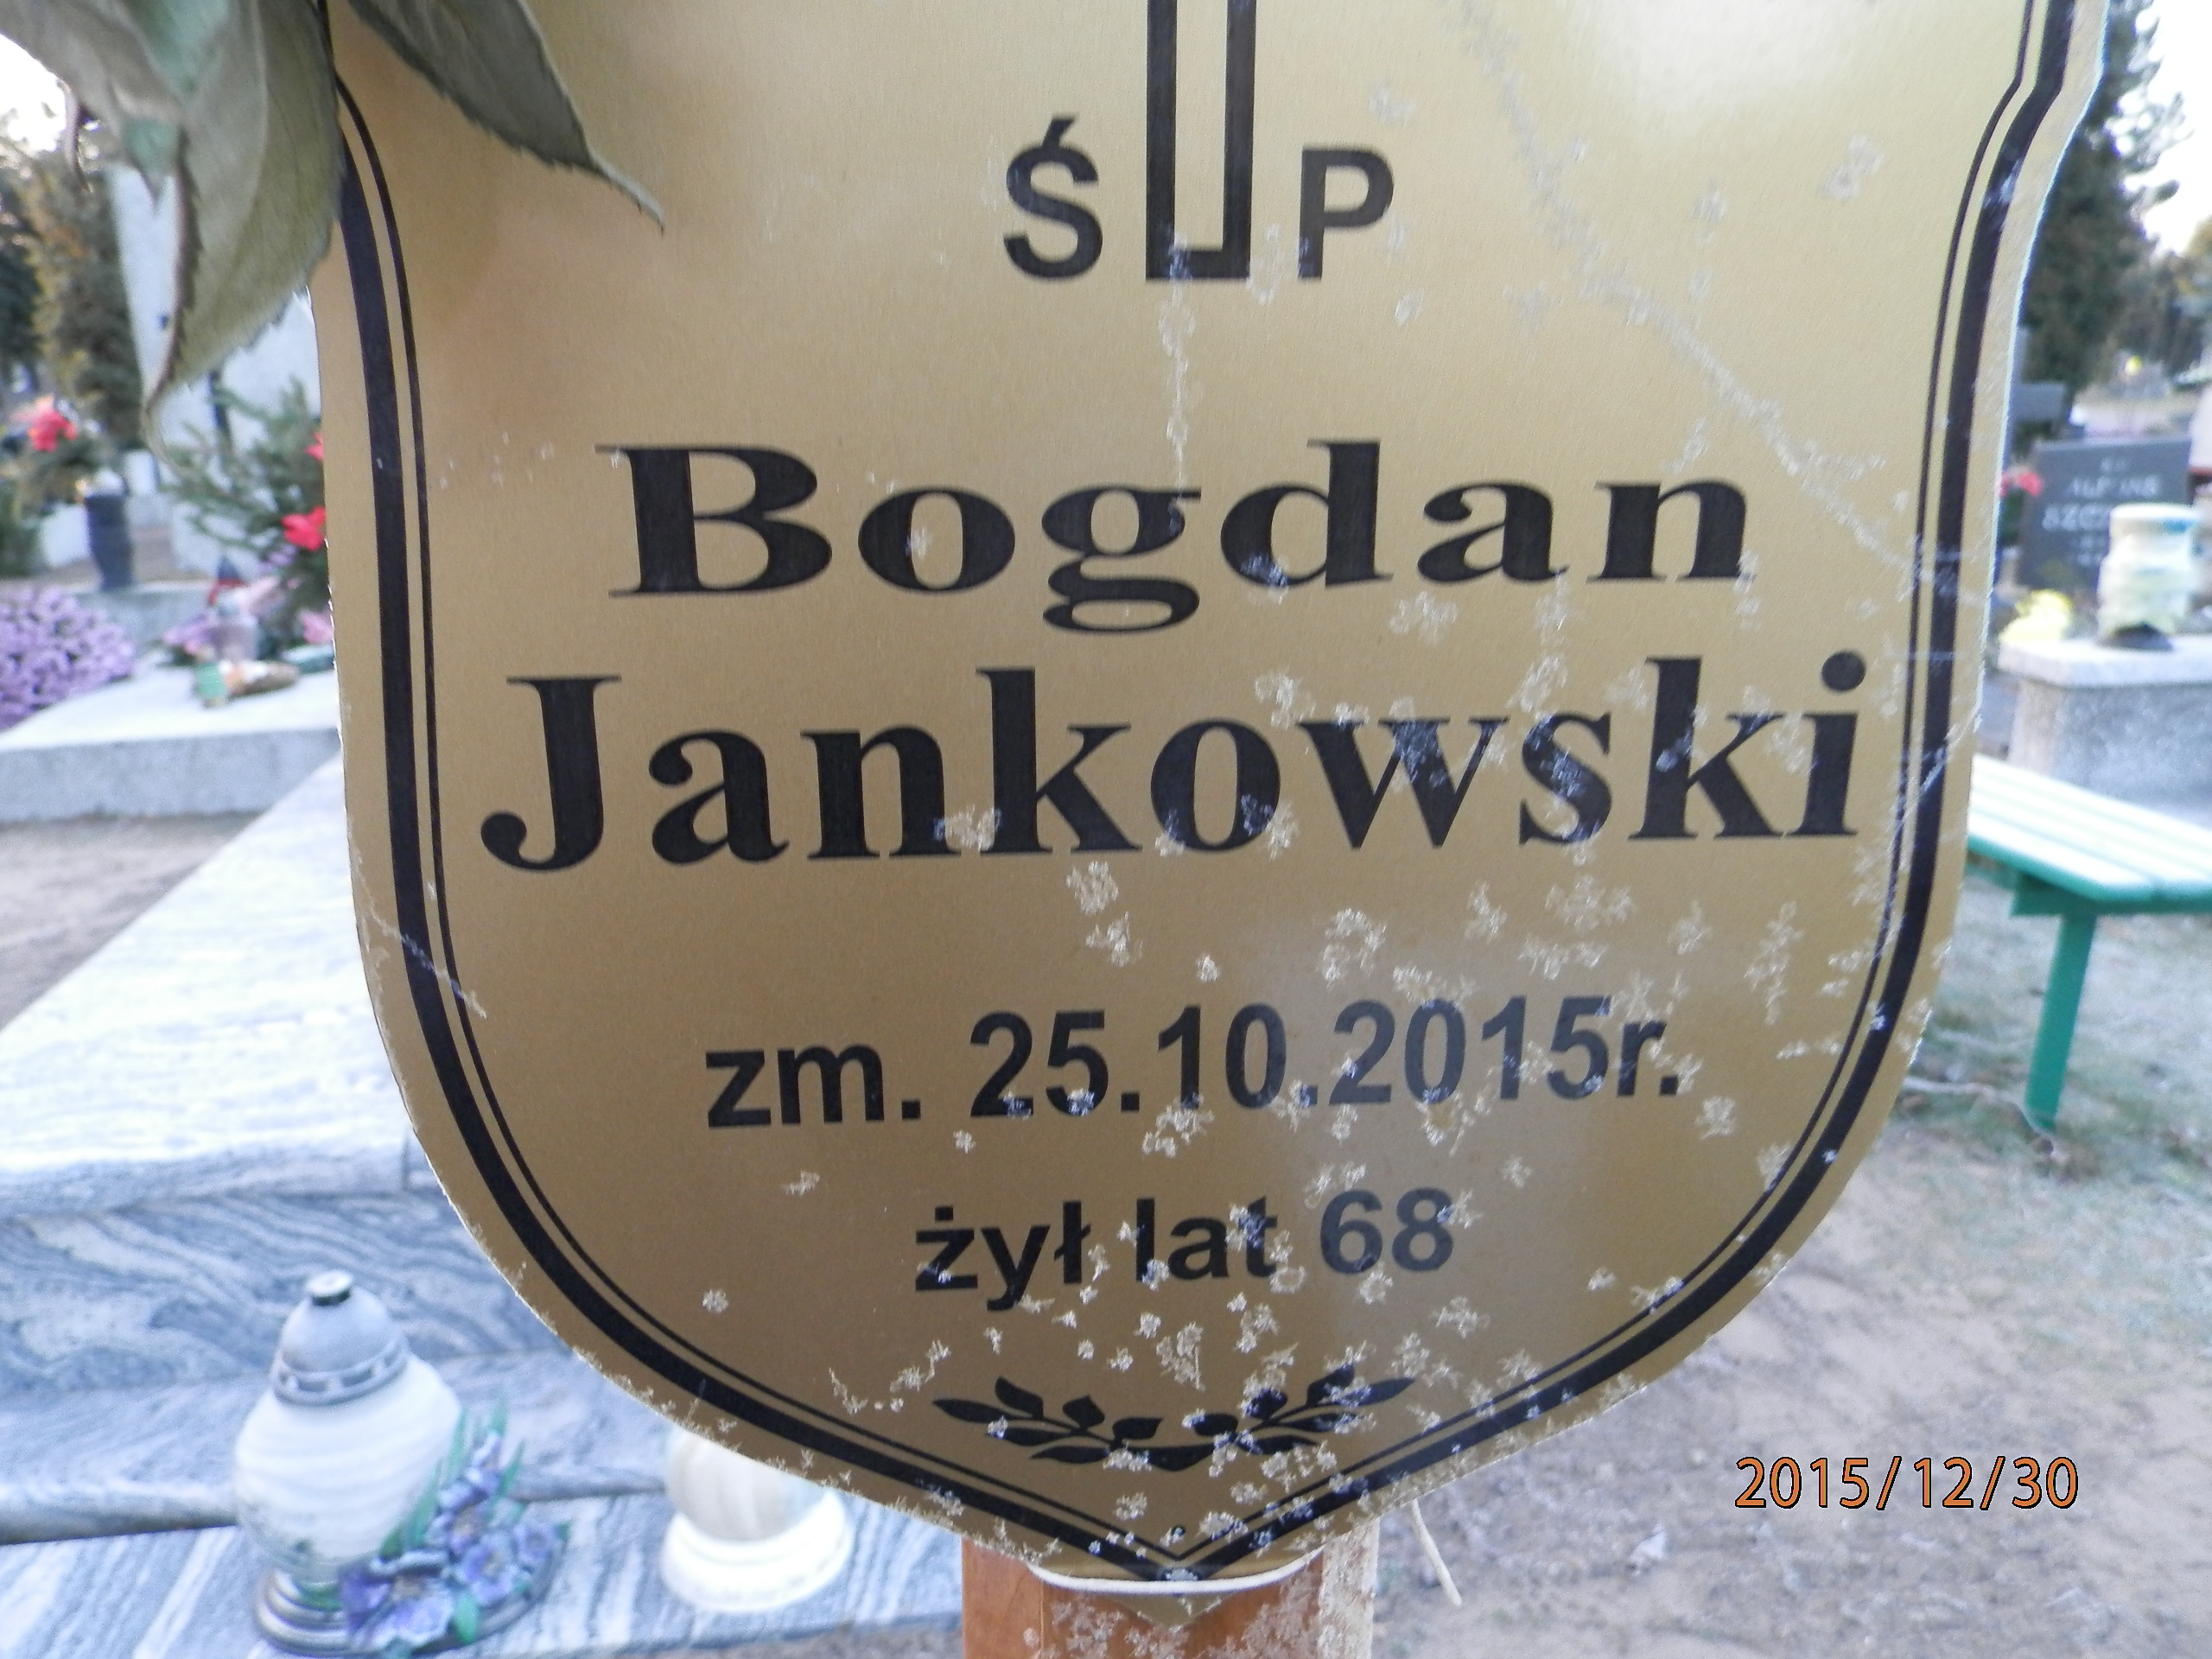 Ś P
Bogdan
Jankowski
zm. 25.10.2015r.
żył lat 68
2015/12/30